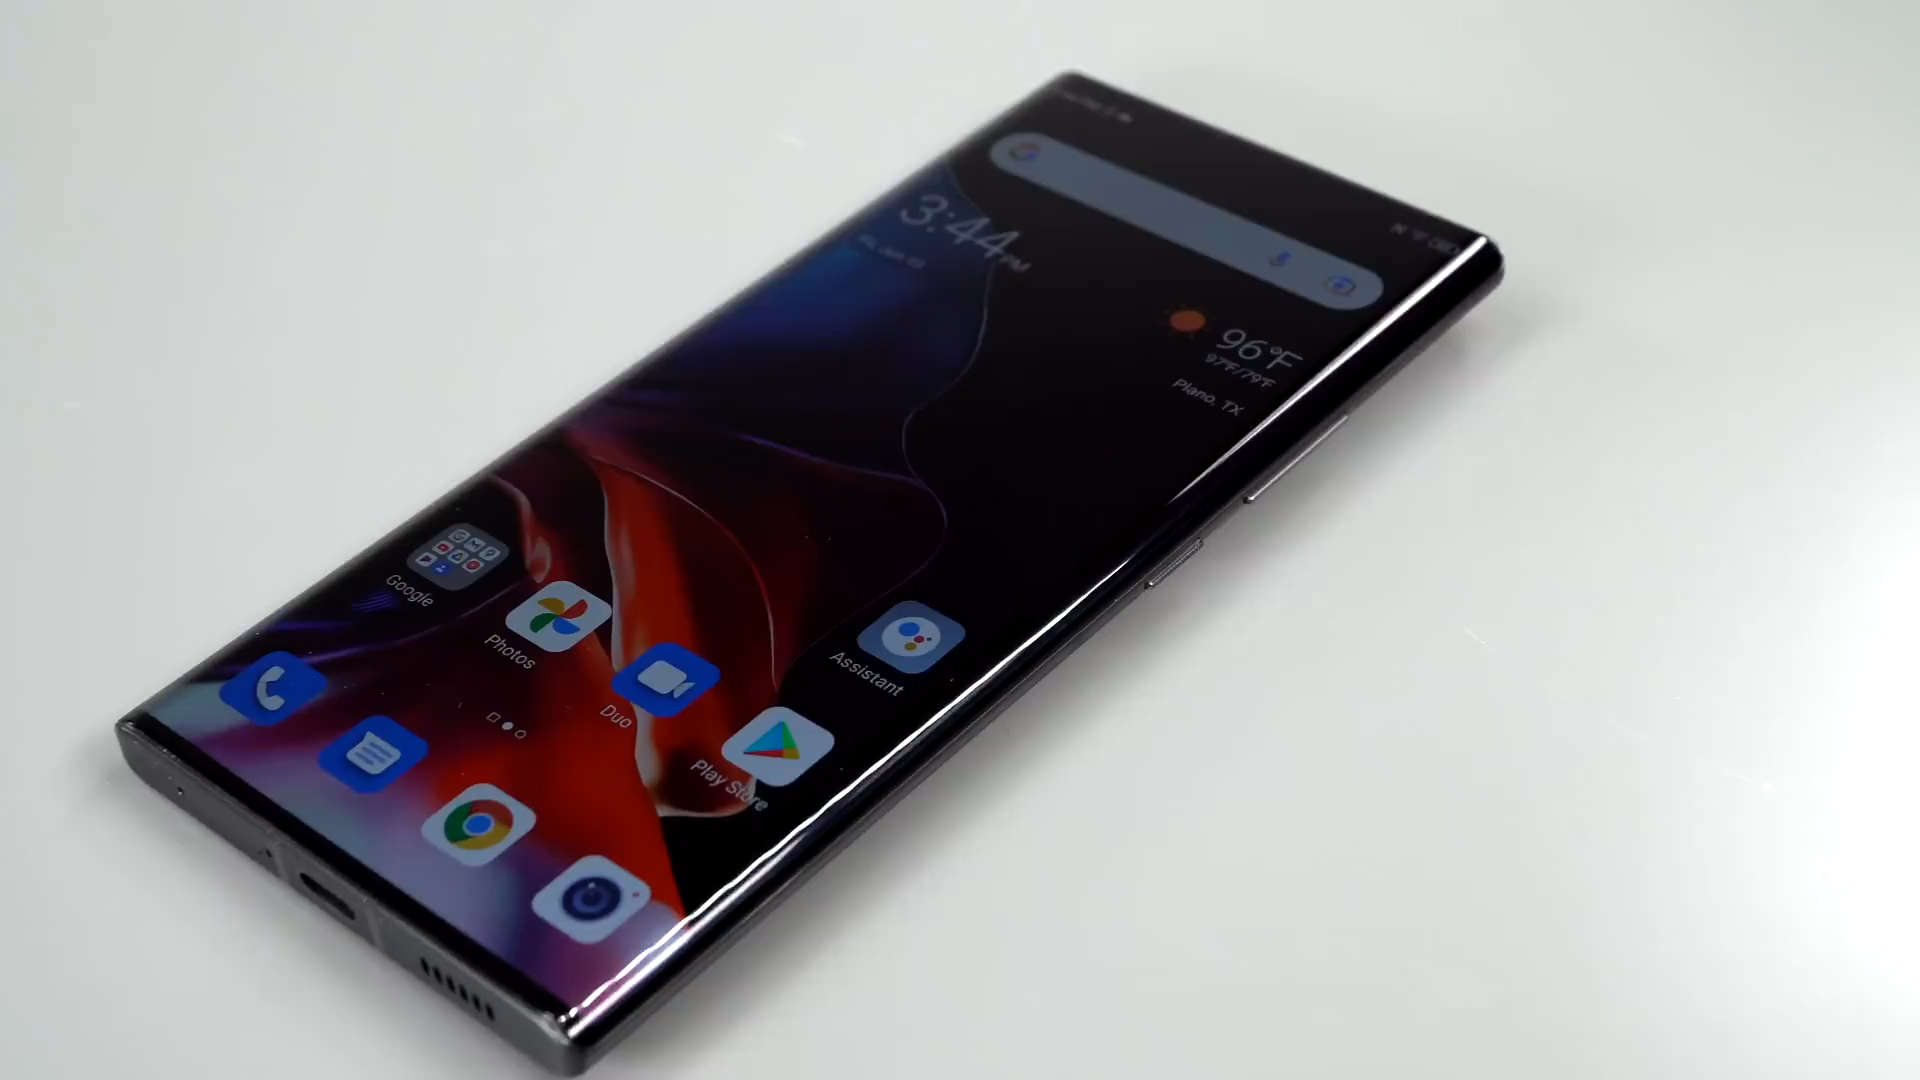 3:44 PM
96°F
97°F/79°F
Plano, TX
Google
Photos
Duo
Play Store
Assistant